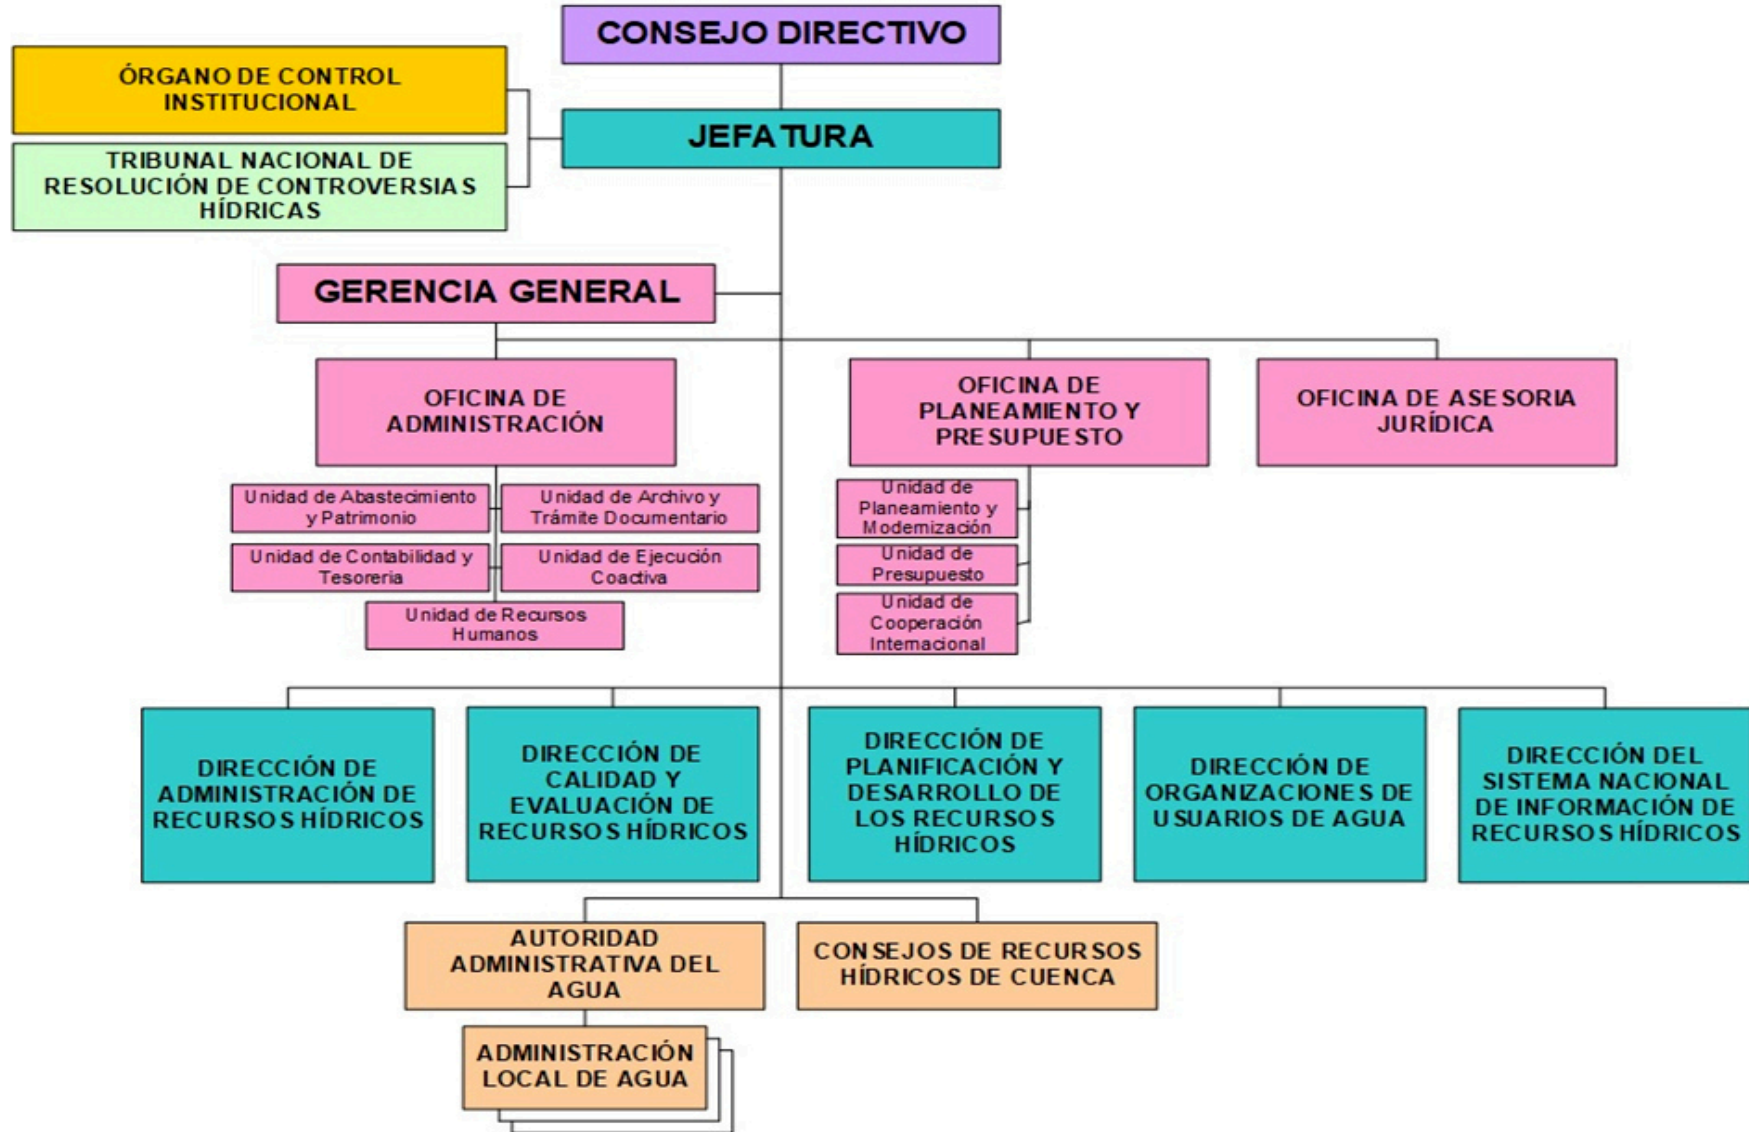 CONSEJO DIRECTIVO
ÓRGANO DE CONTROL
INSTITUCIONAL
JEFATURA
TRIBUNAL NACIONAL DE
RESOLUCIÓN DE CONTROVERSIAS
HÍDRICAS
GERENCIA GENERAL
OFICINA DE
ADMINISTRACIÓN
OFICINA DE
PLANEAMIENTO Y
PRESUPUESTO
OFICINA DE ASESORIA
JURÍDICA
Unidad de Abastecimiento
y Patrimonio
Unidad de Archivo y
Trámite Documentario
Unidad de Contabilidad y
Tesoreria
Unidad de Ejecución
Coactiva
Unidad de Recursos
Humanos
Unidad de
Planeamiento y
Modernización
Unidad de
Presupuesto
Unidad de
Cooperación
Internacional
DIRECCIÓN DE
ADMINISTRACIÓN DE
RECURSOS HÍDRICOS
DIRECCIÓN DE
CALIDAD Y
EVALUACIÓN DE
RECURSOS HÍDRICOS
DIRECCIÓN DE
PLANIFICACIÓN Y
DESARROLLO DE
LOS RECURSOS
HÍDRICOS
DIRECCIÓN DE
ORGANIZACIONES DE
USUARIOS DE AGUA
DIRECCIÓN DEL
SISTEMA NACIONAL
DE INFORMACIÓN DE
RECURSOS HÍDRICOS
AUTORIDAD
ADMINISTRATIVA DEL
AGUA
CONSEJOS DE RECURSOS
HÍDRICOS DE CUENCA
ADMINISTRACIÓN
LOCAL DE AGUA